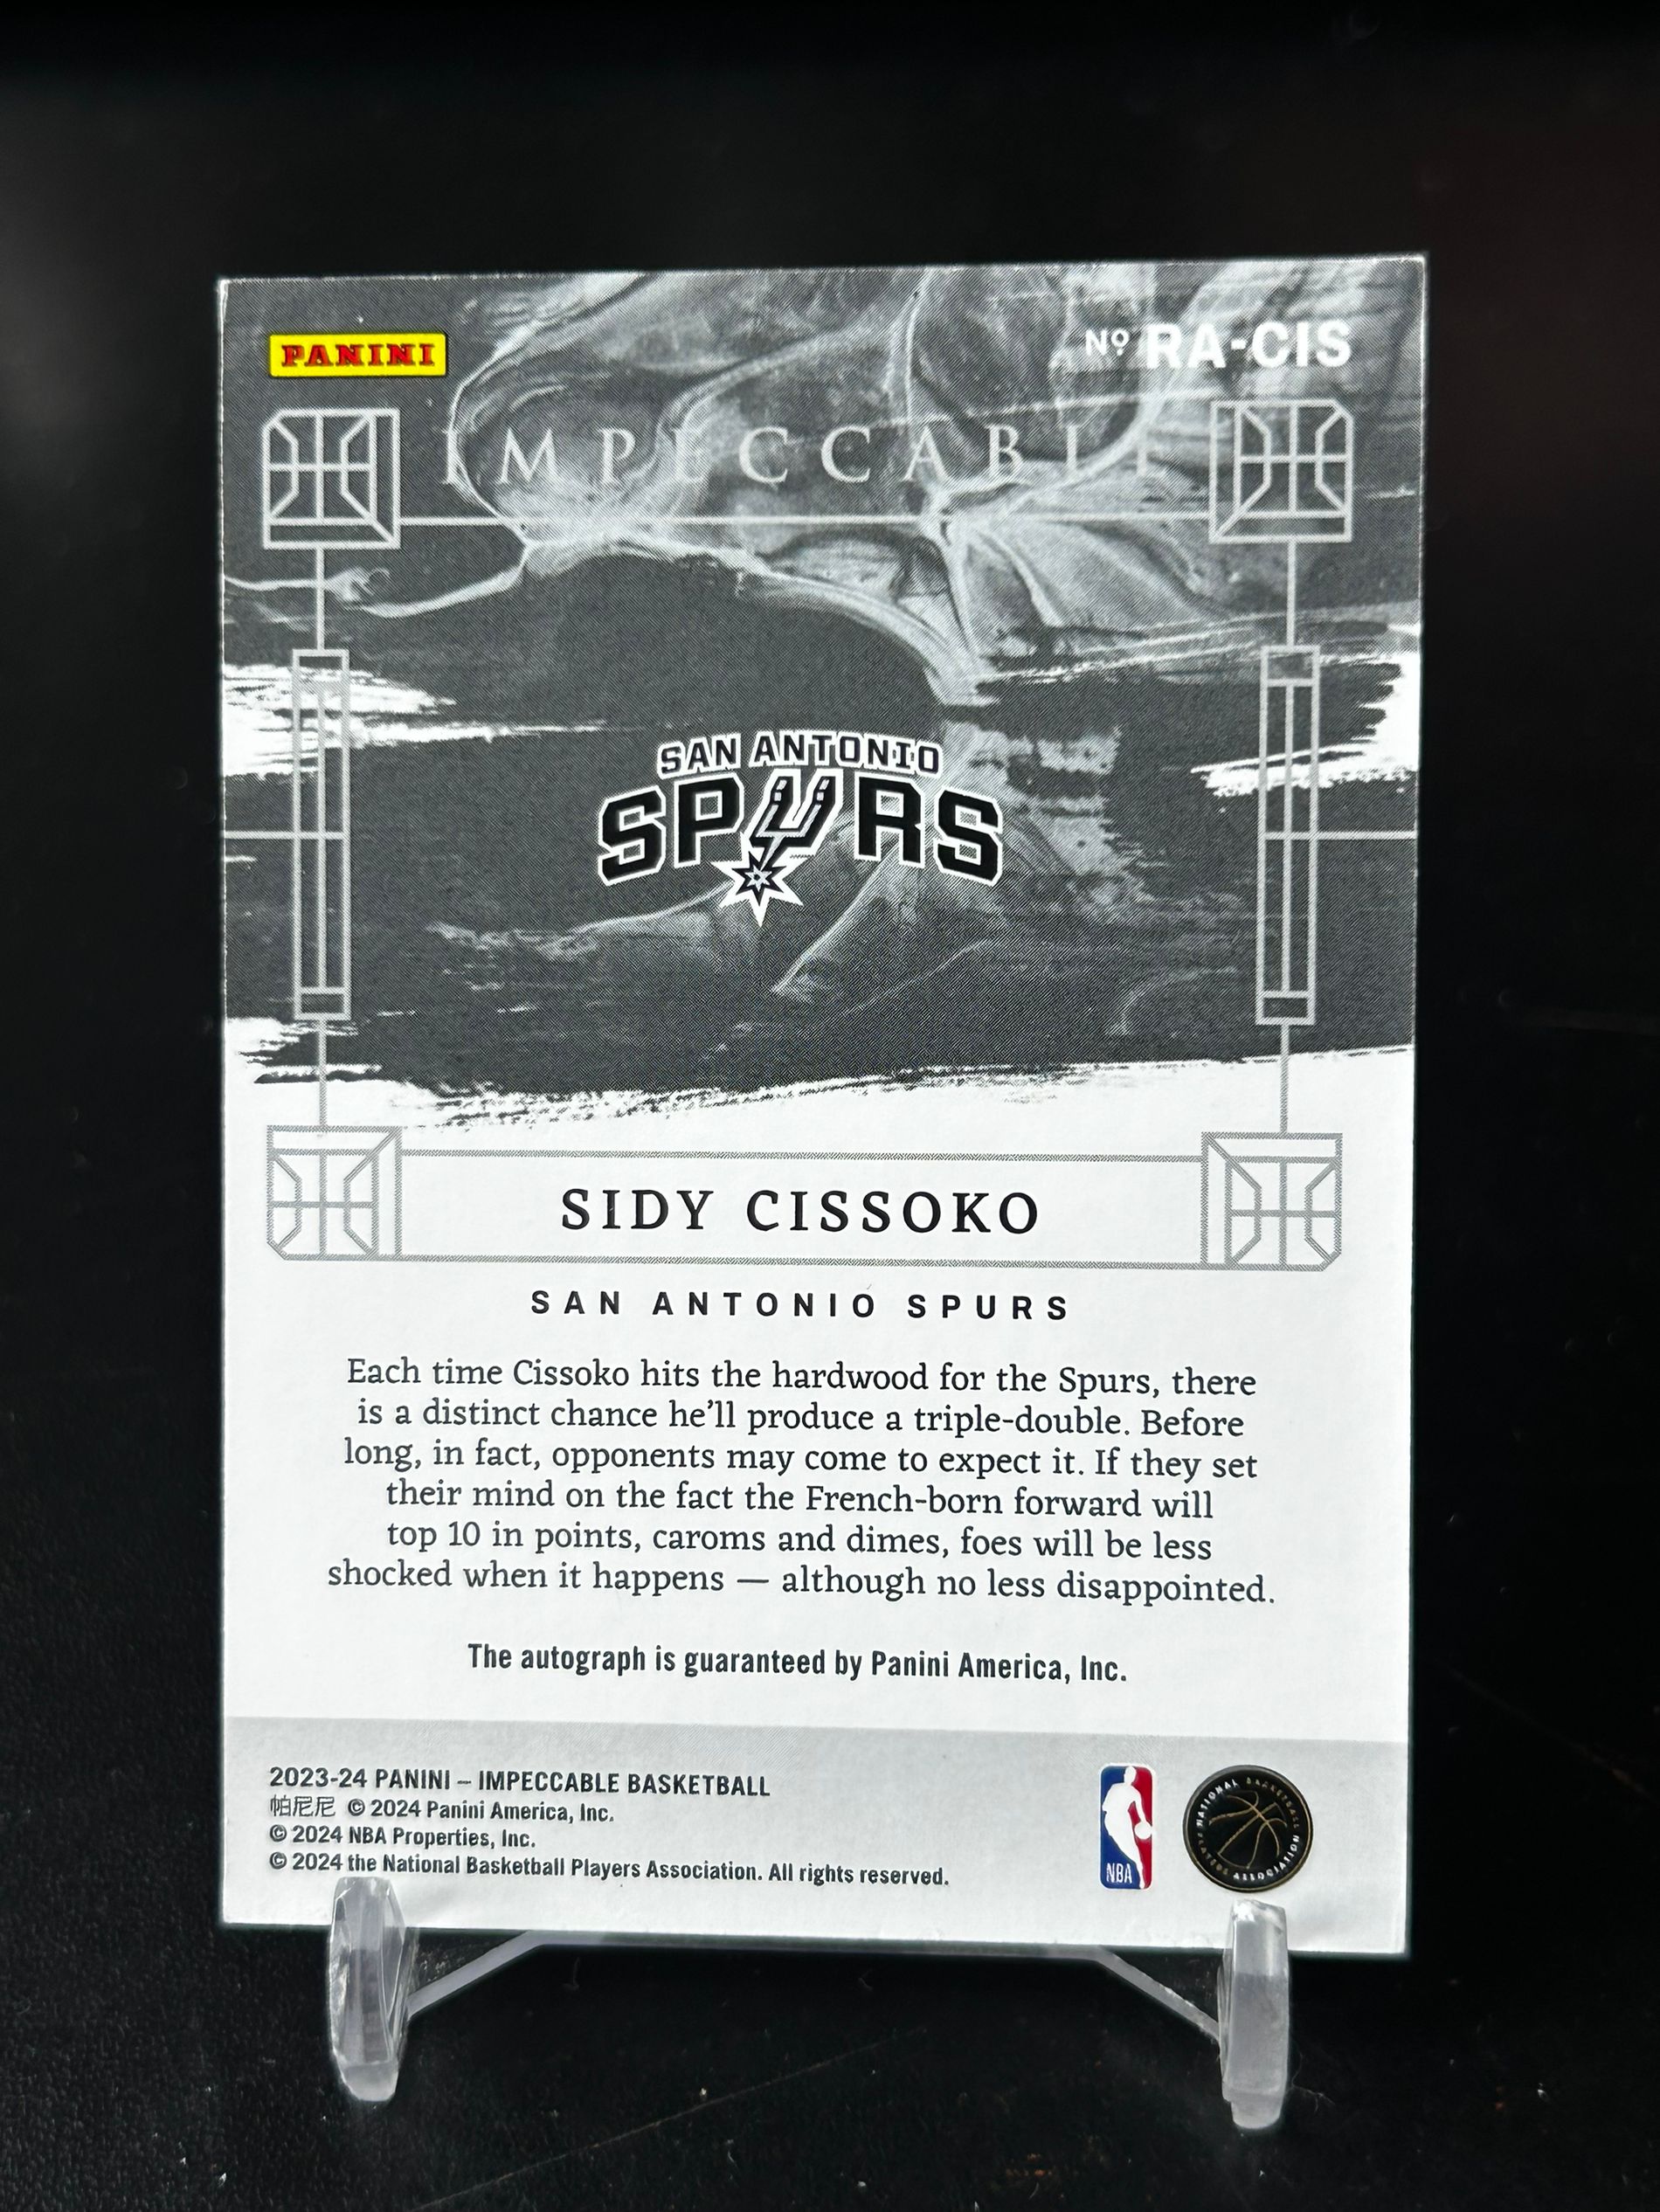 PANINI
Nº RA-CIS
IMPECCABLE
SAN ANTONIO
SPURS
SIDY CISSOKO
SAN ANTONIO SPURS
Each time Cissoko hits the hardwood for the Spurs, there
is a distinct chance he’ll produce a triple-double. Before
long, in fact, opponents may come to expect it. If they set
their mind on the fact the French-born forward will
top 10 in points, caroms and dimes, foes will be less
shocked when it happens — although no less disappointed.
The autograph is guaranteed by Panini America, Inc.
2023-24 PANINI – IMPECCABLE BASKETBALL
帕尼尼 © 2024 Panini America, Inc.
© 2024 NBA Properties, Inc.
© 2024 the National Basketball Players Association. All rights reserved.
NBA
NATIONAL BASKETBALL
PLAYERS ASSOCIATION